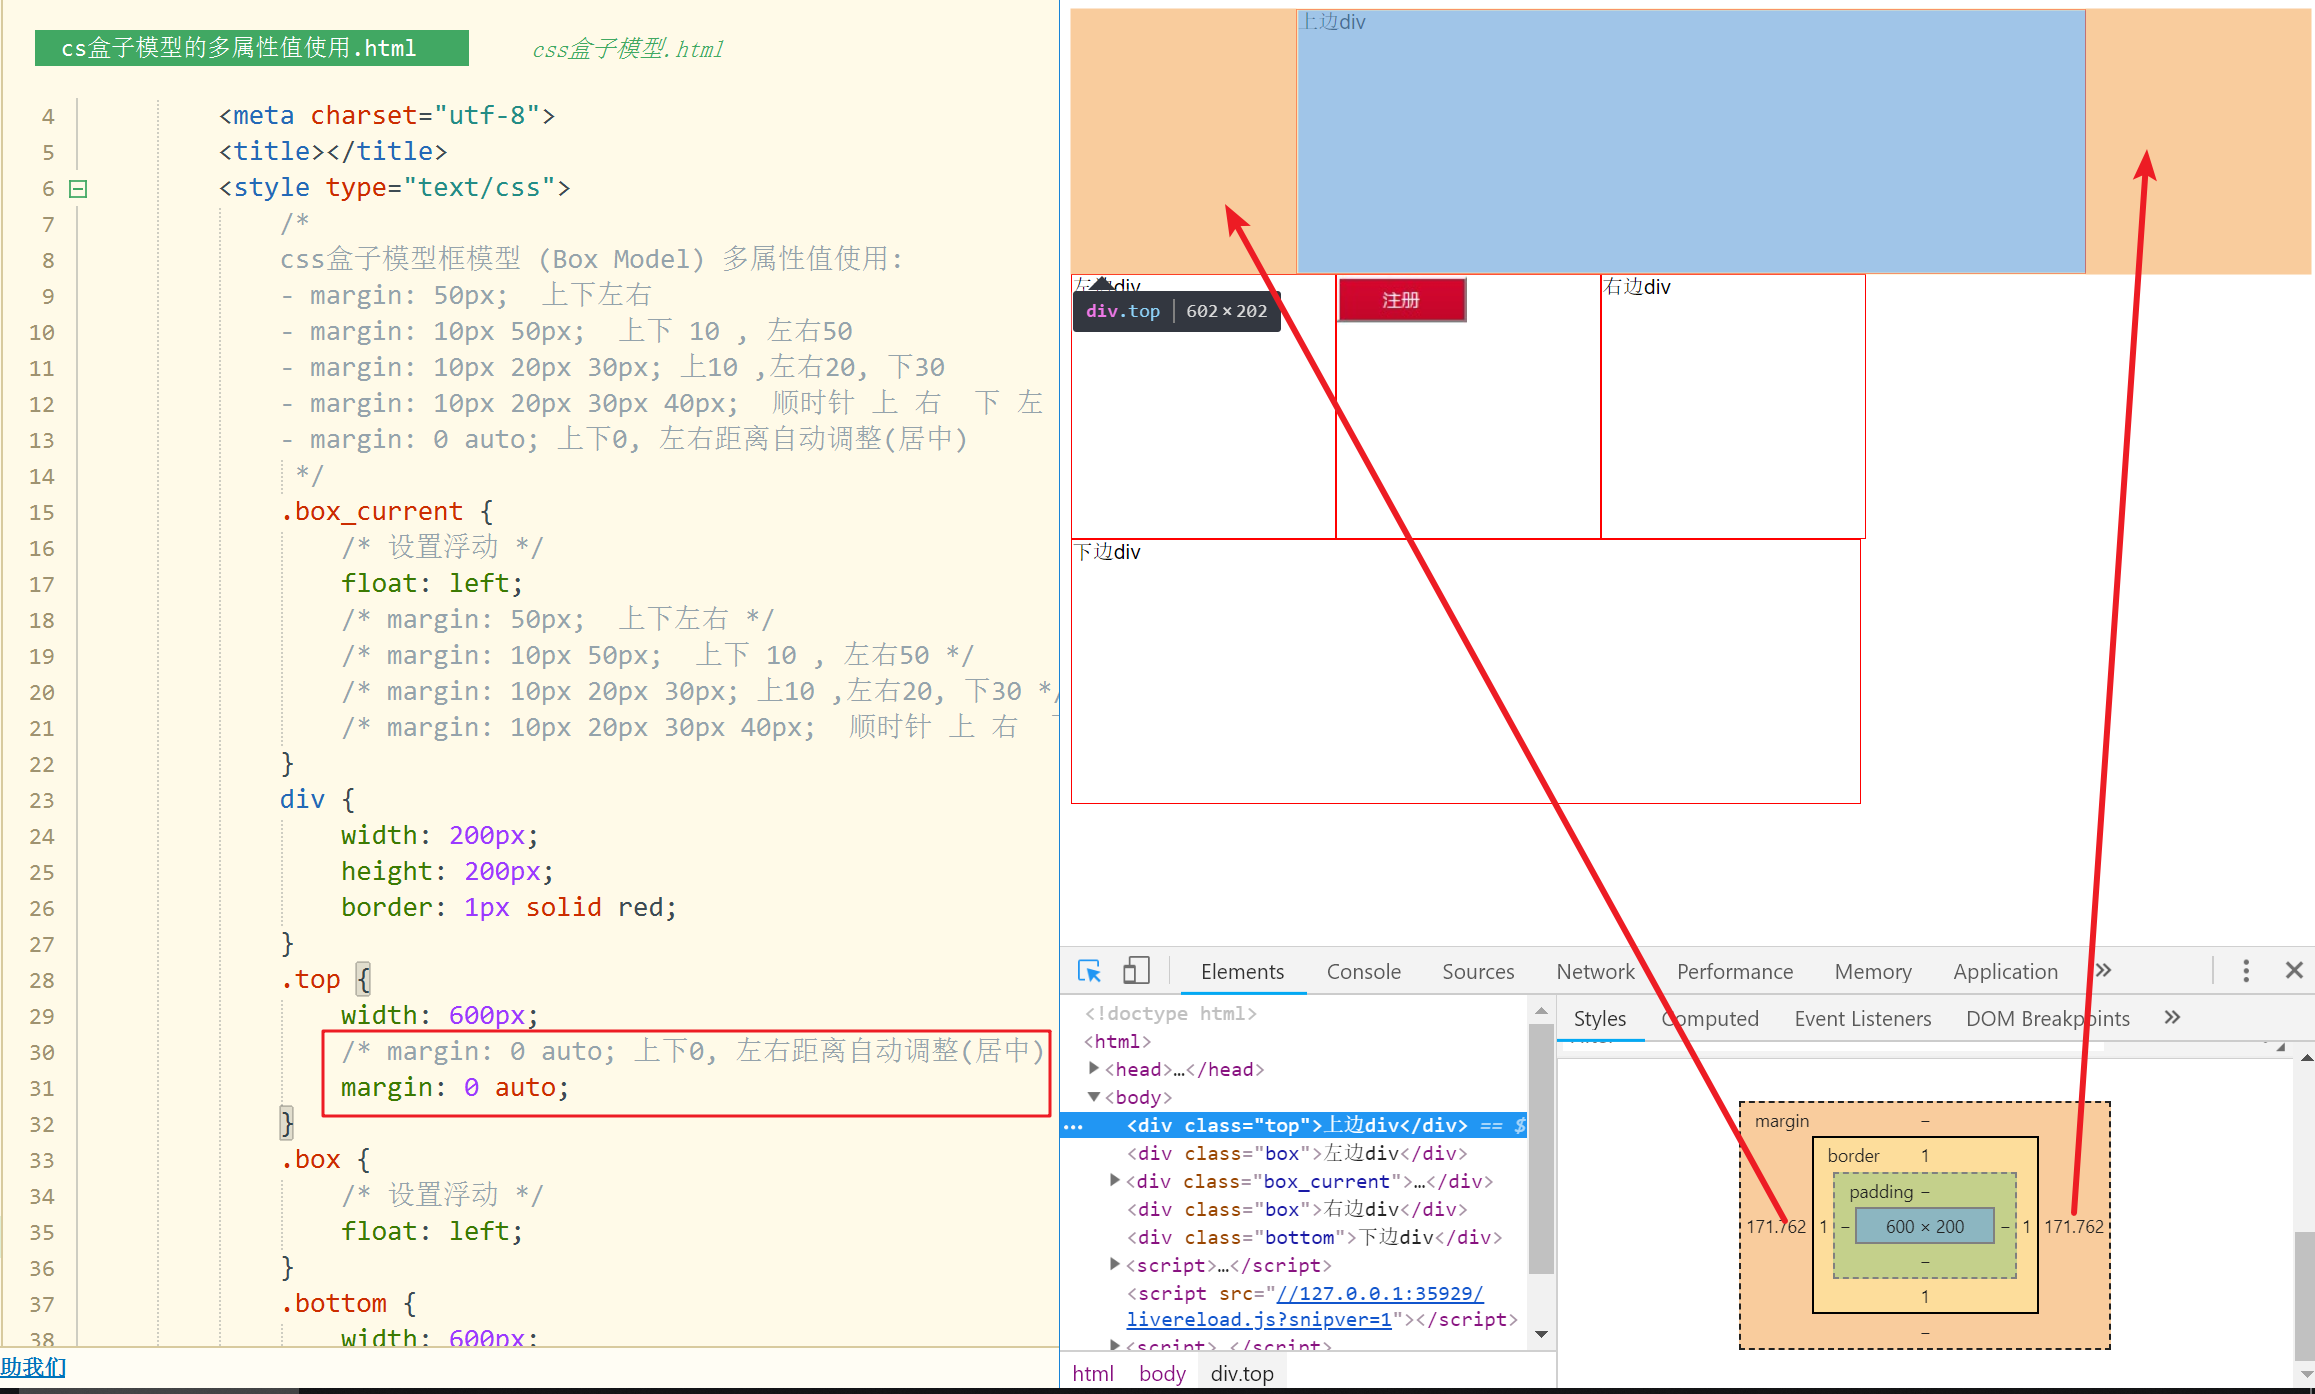 cs盒子模型的多属性值使用.html
css盒子模型.html
4 <meta charset="utf-8">
5 <title></title>
6 <style type="text/css">
7 /*
8 css盒子模型框模型 (Box Model) 多属性值使用:
9 - margin: 50px;  上下左右
10 - margin: 10px 50px;  上下 10 , 左右50
11 - margin: 10px 20px 30px; 上10 ,左右20, 下30
12 - margin: 10px 20px 30px 40px;  顺时针 上 右  下 左
13 - margin: 0 auto; 上下0, 左右距离自动调整(居中)
14 */
15 .box_current {
16 /* 设置浮动 */
17 float: left;
18 /* margin: 50px;  上下左右 */
19 /* margin: 10px 50px;  上下 10 , 左右50 */
20 /* margin: 10px 20px 30px; 上10 ,左右20, 下30 */
21 /* margin: 10px 20px 30px 40px;  顺时针 上 右
22 }
23 div {
24 width: 200px;
25 height: 200px;
26 border: 1px solid red;
27 }
28 .top {
29 width: 600px;
30 /* margin: 0 auto; 上下0, 左右距离自动调整(居中)
31 margin: 0 auto;
32 }
33 .box {
34 /* 设置浮动 */
35 float: left;
36 }
37 .bottom {
38 width: 600px;
助我们
上边div
左边div
div.top 602×202
注册
右边div
下边div
Elements Console Sources Network Performance Memory Application »
<!doctype html>
<html>
<head>…</head>
<body>
… <div class="top">上边div</div> == $
<div class="box">左边div</div>
<div class="box_current">…</div>
<div class="box">右边div</div>
<div class="bottom">下边div</div>
<script>…</script>
<script src="//127.0.0.1:35929/
livereload.js?snipver=1"></script>
<script>…</script>
html body div.top
Styles Computed Event Listeners DOM Breakpoints »
margin –
border 1
padding –
171.762 1 – 600 × 200 – 1 171.762
–
1
–